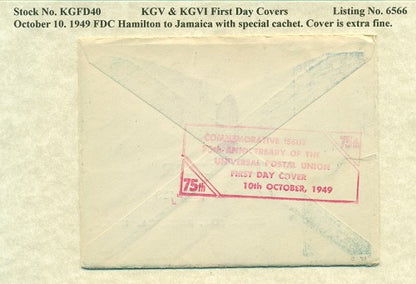 Stock No. KGFD40 KGV & KGVI First Day Covers Listing No. 6566
October 10. 1949 FDC Hamilton to Jamaica with special cachet. Cover is extra fine.
COMMEMORATIVE ISSUE
75th
75th ANNIVERSARY OF THE
UNIVERSAL POSTAL UNION
FIRST DAY COVER
75th
10th OCTOBER, 1949